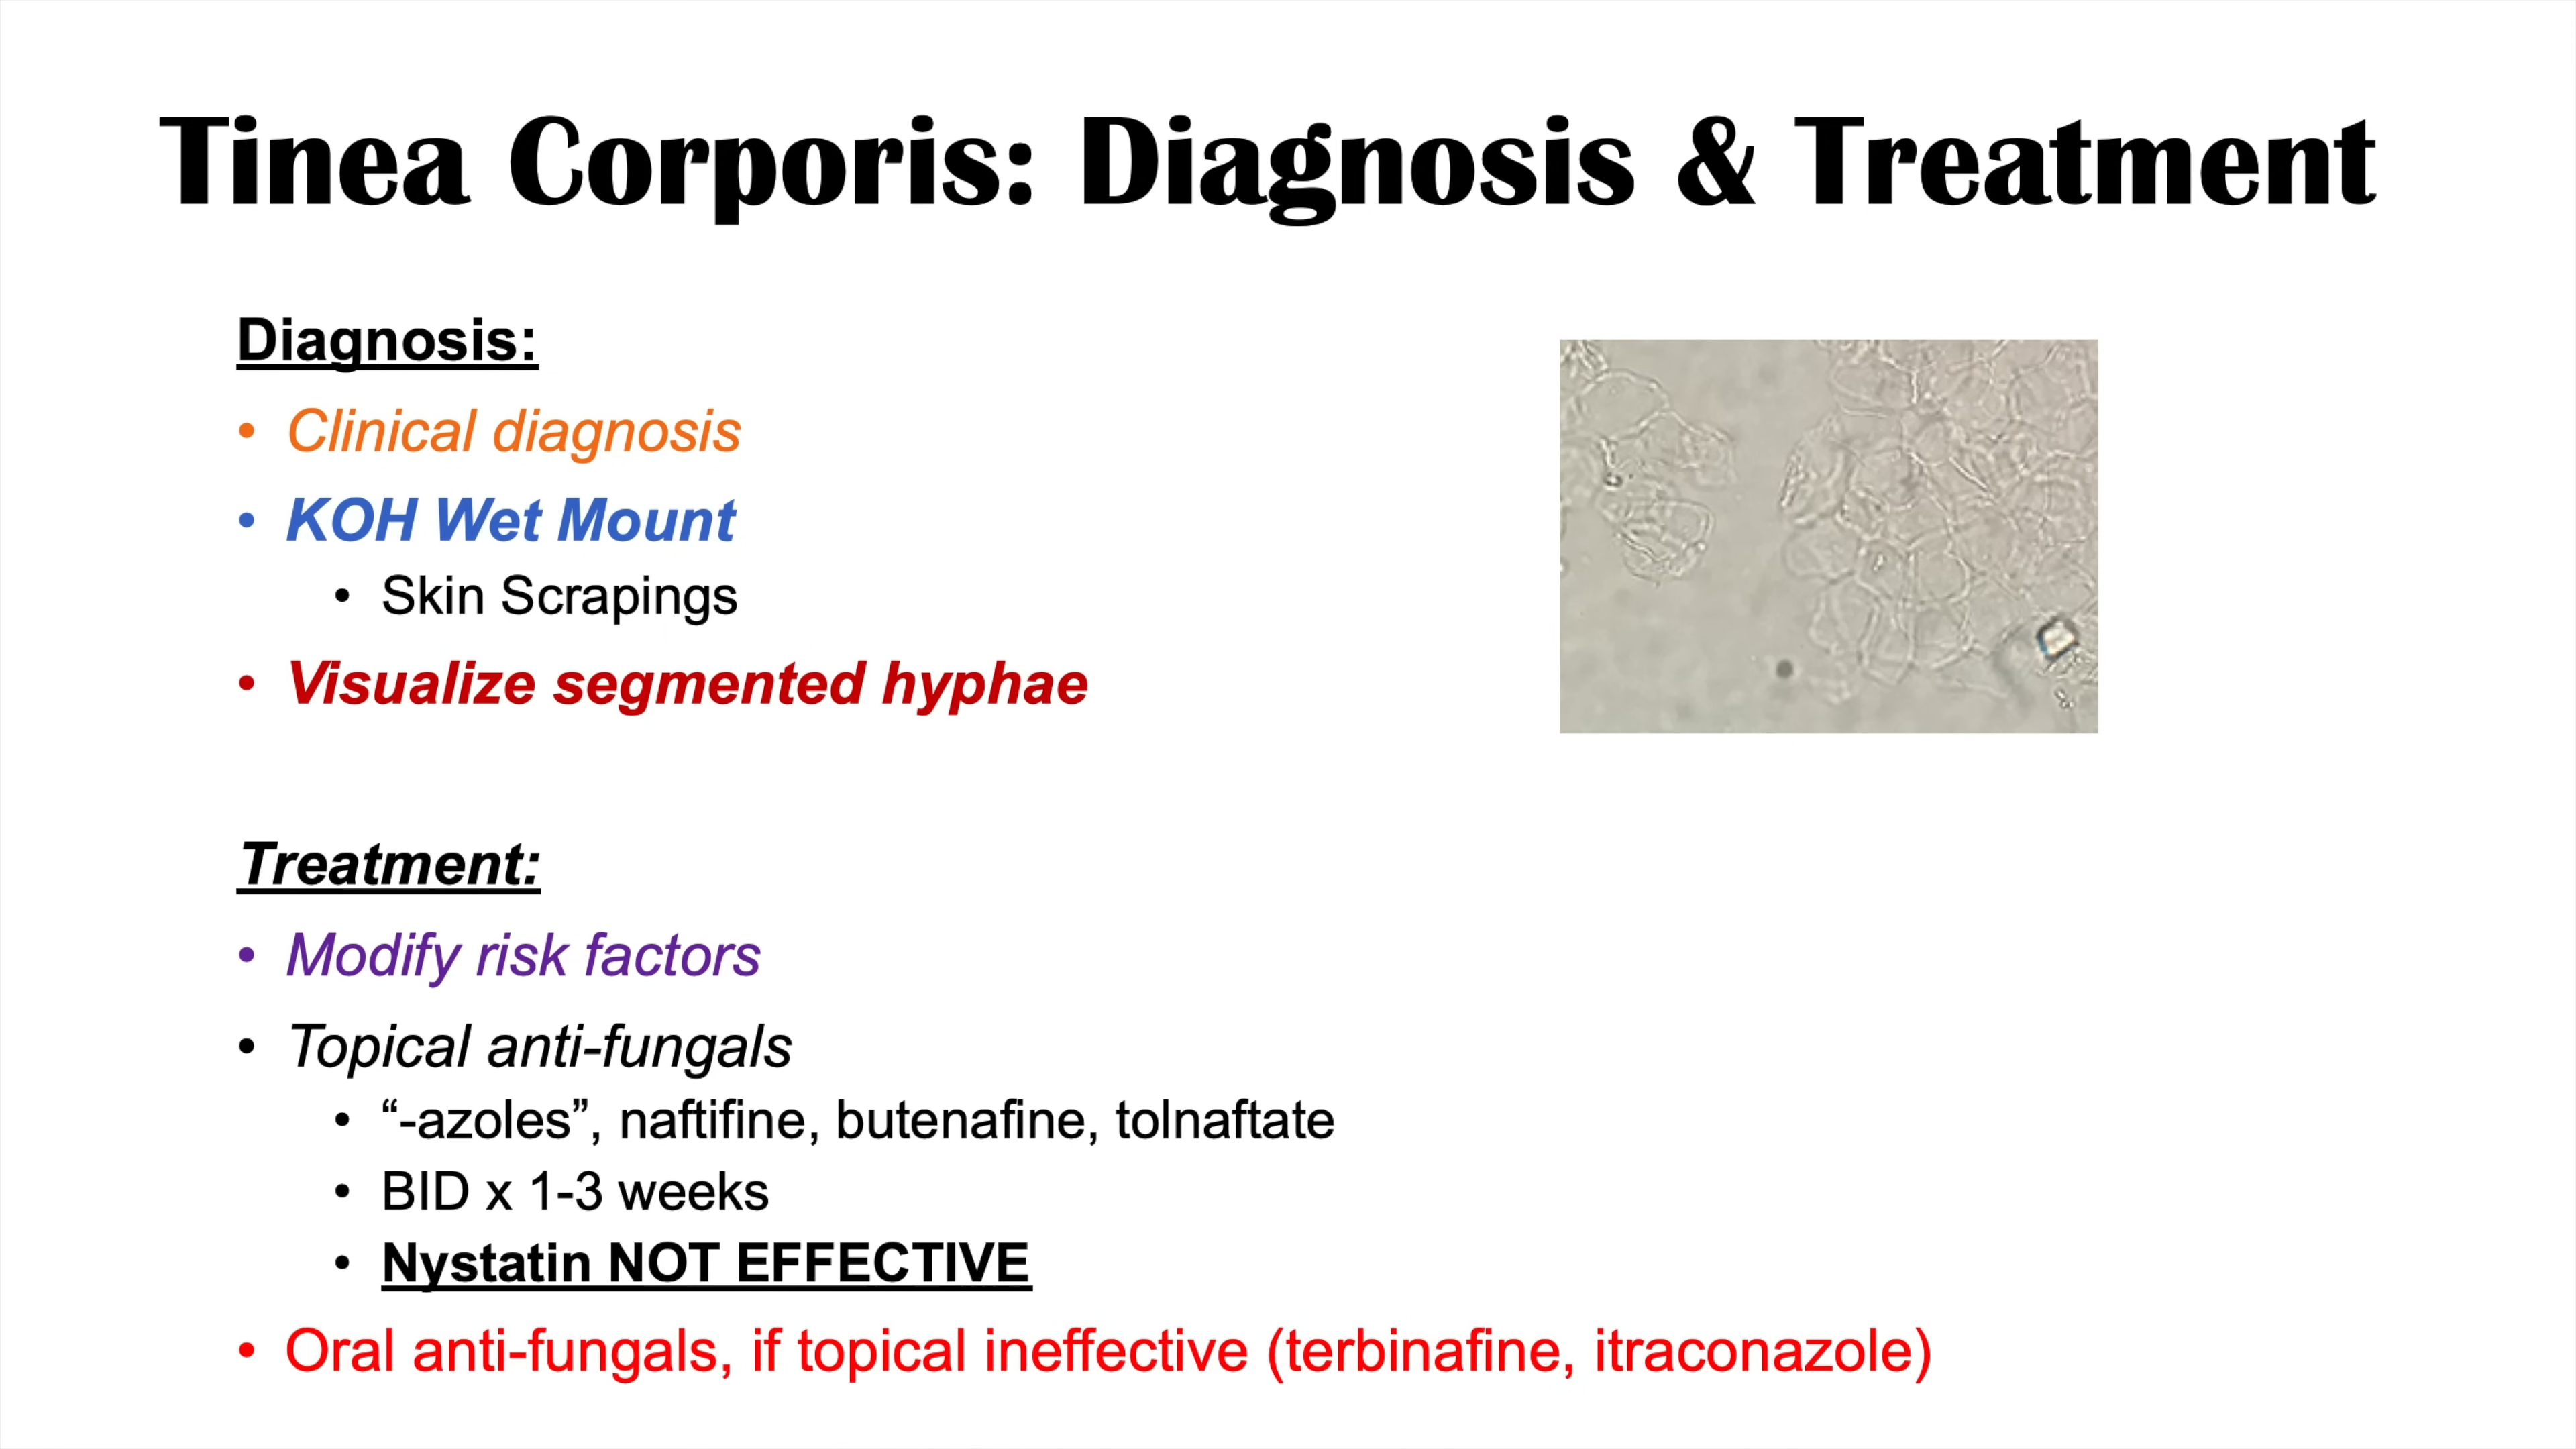 Tinea Corporis: Diagnosis & Treatment
Diagnosis:
• Clinical diagnosis
• KOH Wet Mount
• Skin Scrapings
• Visualize segmented hyphae
Treatment:
• Modify risk factors
• Topical anti-fungals
• “-azoles”, naftifine, butenafine, tolnaftate
• BID x 1-3 weeks
• Nystatin NOT EFFECTIVE
• Oral anti-fungals, if topical ineffective (terbinafine, itraconazole)